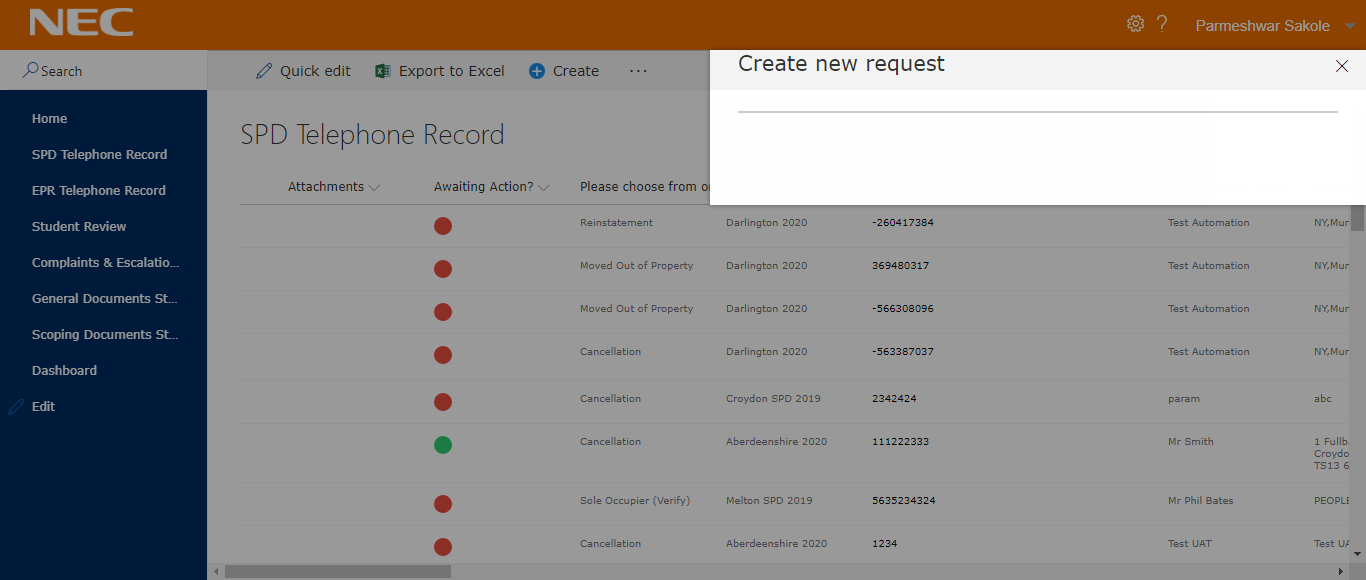 NEC
? Parmeshwar Sakole
Search
Quick edit Export to Excel Create ...
Create new request
Home
SPD Telephone Record
EPR Telephone Record
Student Review
Complaints & Escalatio...
General Documents St...
Scoping Documents St...
Dashboard
Edit
SPD Telephone Record
Attachments Awaiting Action? Please choose from
Reinstatement Darlington 2020 -260417384 Test Automation NY,Mur
Moved Out of Property Darlington 2020 369480317 Test Automation NY,Mur
Moved Out of Property Darlington 2020 -566308096 Test Automation NY,Mur
Cancellation Darlington 2020 -563387037 Test Automation NY,Mur
Cancellation Croydon SPD 2019 2342424 param abc
Cancellation Aberdeenshire 2020 111222333 Mr Smith 1 Fullb
Croydo
TS13 6
Sole Occupier (Verify) Melton SPD 2019 5635234324 Mr Phil Bates PEOPLE
Cancellation Aberdeenshire 2020 1234 Test UAT Test UA